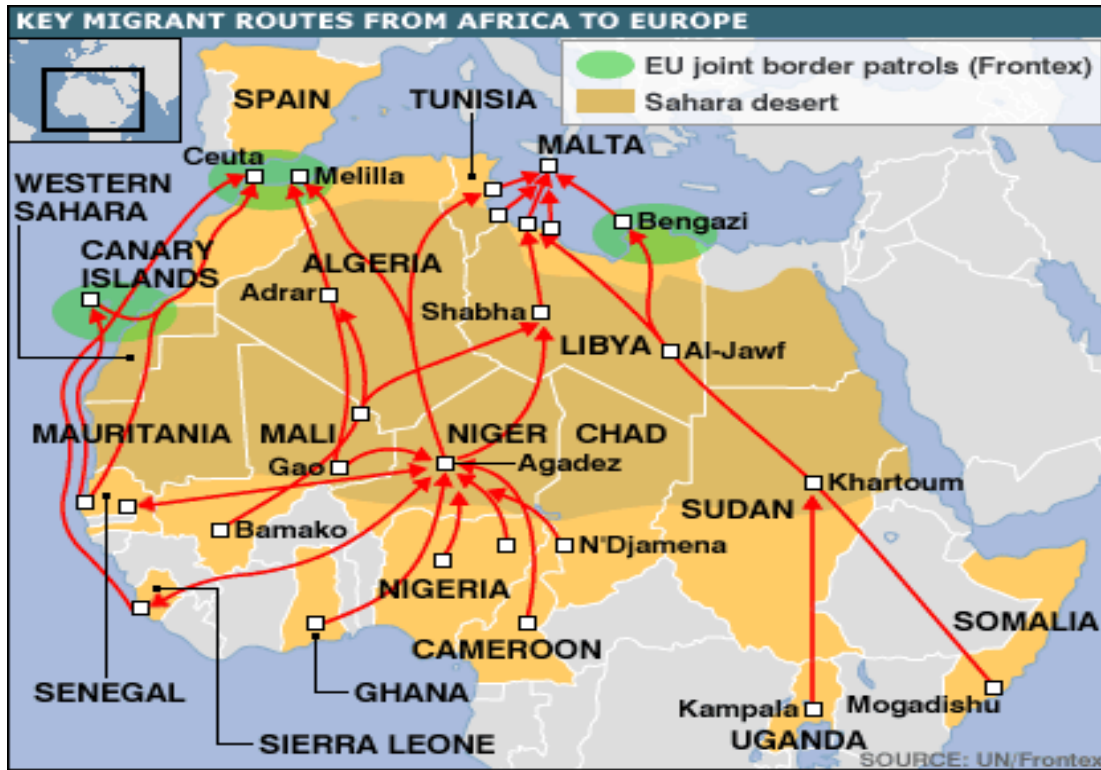 KEY MIGRANT ROUTES FROM AFRICA TO EUROPE
EU joint border patrols (Frontex)
Sahara desert
SPAIN
TUNISIA
MALTA
Ceuta
Melilla
WESTERN
SAHARA
Bengazi
CANARY
ISLANDS
ALGERIA
Adrar
Shabha
LIBYA
Al-Jawf
MAURITANIA
MALI
NIGER
CHAD
Gao
Agadez
Khartoum
SUDAN
Bamako
N'Djamena
NIGERIA
SOMALIA
CAMEROON
SENEGAL
GHANA
Kampala
Mogadishu
UGANDA
SIERRA LEONE
SOURCE: UN/Frontex